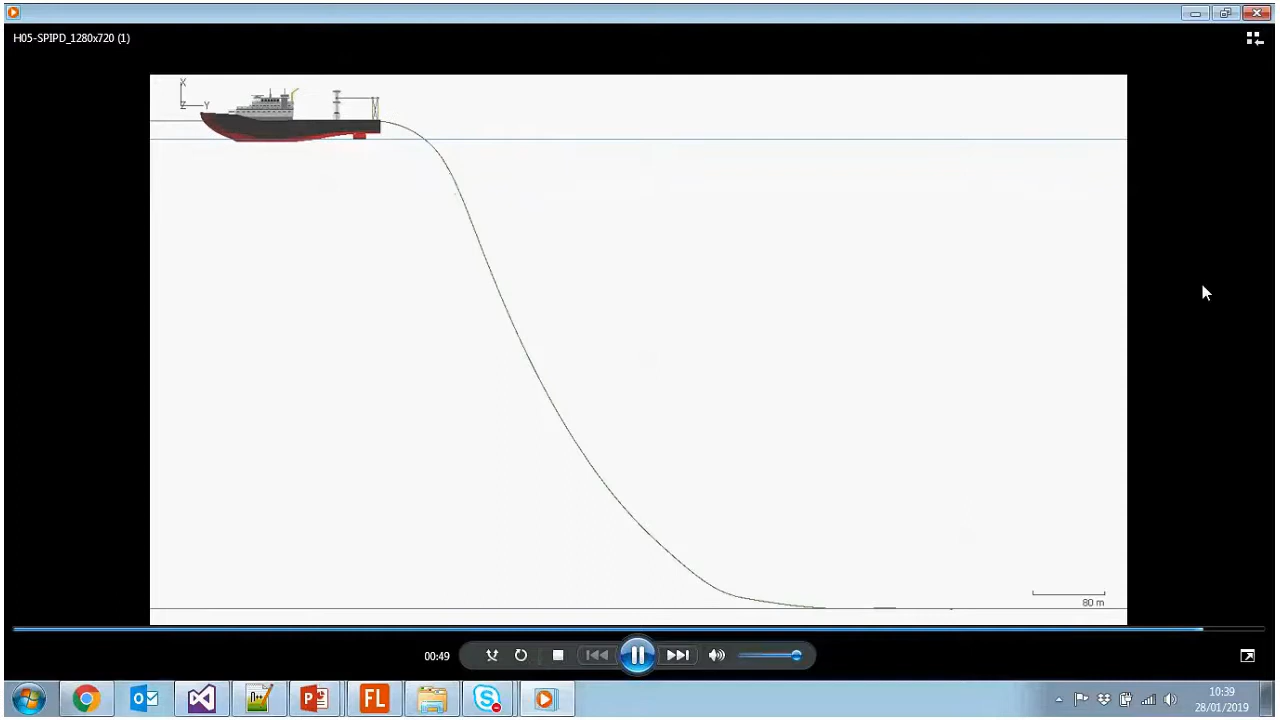 H05-SPIPD_1280x720 (1)
X
Z Y
80 m
00:49
FL
10:39
28/01/2019